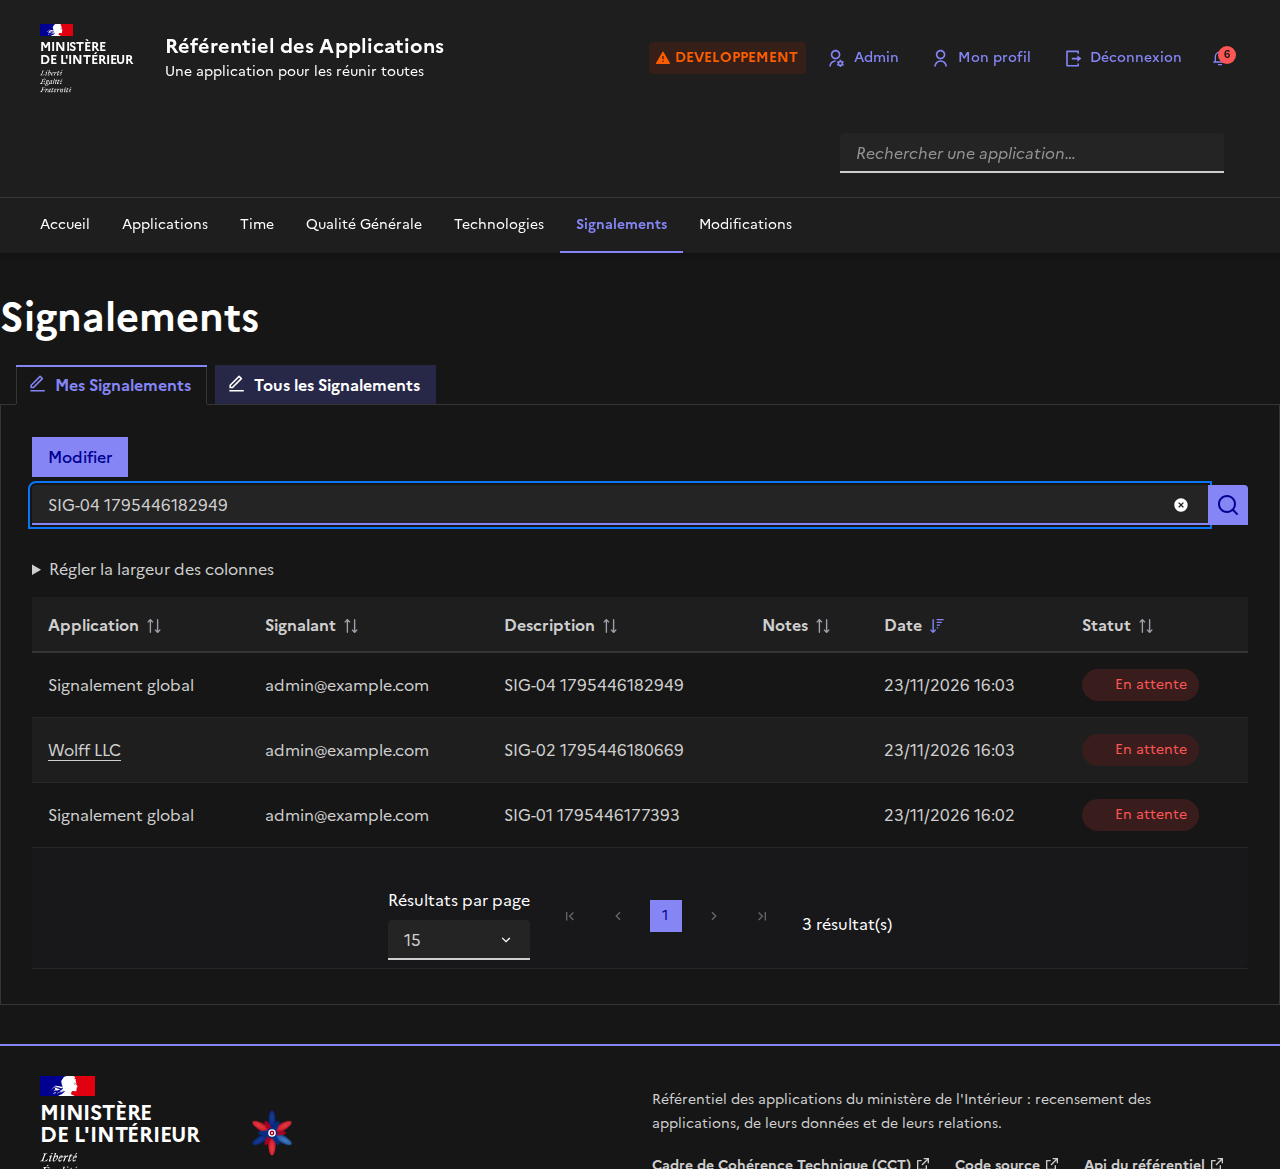 MINISTÈRE
DE L'INTÉRIEUR
Liberté
Égalité
Fraternité
Référentiel des Applications
Une application pour les réunir toutes
DEVELOPPEMENT
Admin
Mon profil
Déconnexion
6
Rechercher une application...
Accueil
Applications
Time
Qualité Générale
Technologies
Signalements
Modifications
Signalements
Mes Signalements
Tous les Signalements
Modifier
SIG-04 1795446182949
Régler la largeur des colonnes
Application Signalant Description Notes Date Statut
Signalement global admin@example.com SIG-04 1795446182949 23/11/2026 16:03 En attente
Wolff LLC admin@example.com SIG-02 1795446180669 23/11/2026 16:03 En attente
Signalement global admin@example.com SIG-01 1795446177393 23/11/2026 16:02 En attente
Résultats par page
15
1
3 résultat(s)
MINISTÈRE
DE L'INTÉRIEUR
Liberté
Égalité
Référentiel des applications du ministère de l'Intérieur : recensement des
applications, de leurs données et de leurs relations.
Cadre de Cohérence Technique (CCT) Code source Api du référentiel